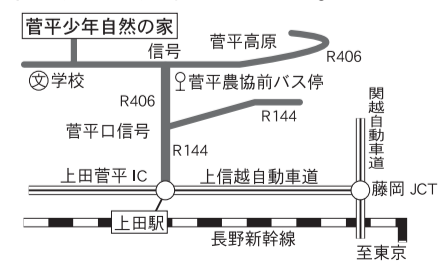 菅平少年自然の家
信号
菅平高原
R406
文学校
菅平農協前バス停
R406
R144
菅平口信号
R144
関越自動車道
上田菅平 IC
上信越自動車道
藤岡 JCT
上田駅
長野新幹線
至東京